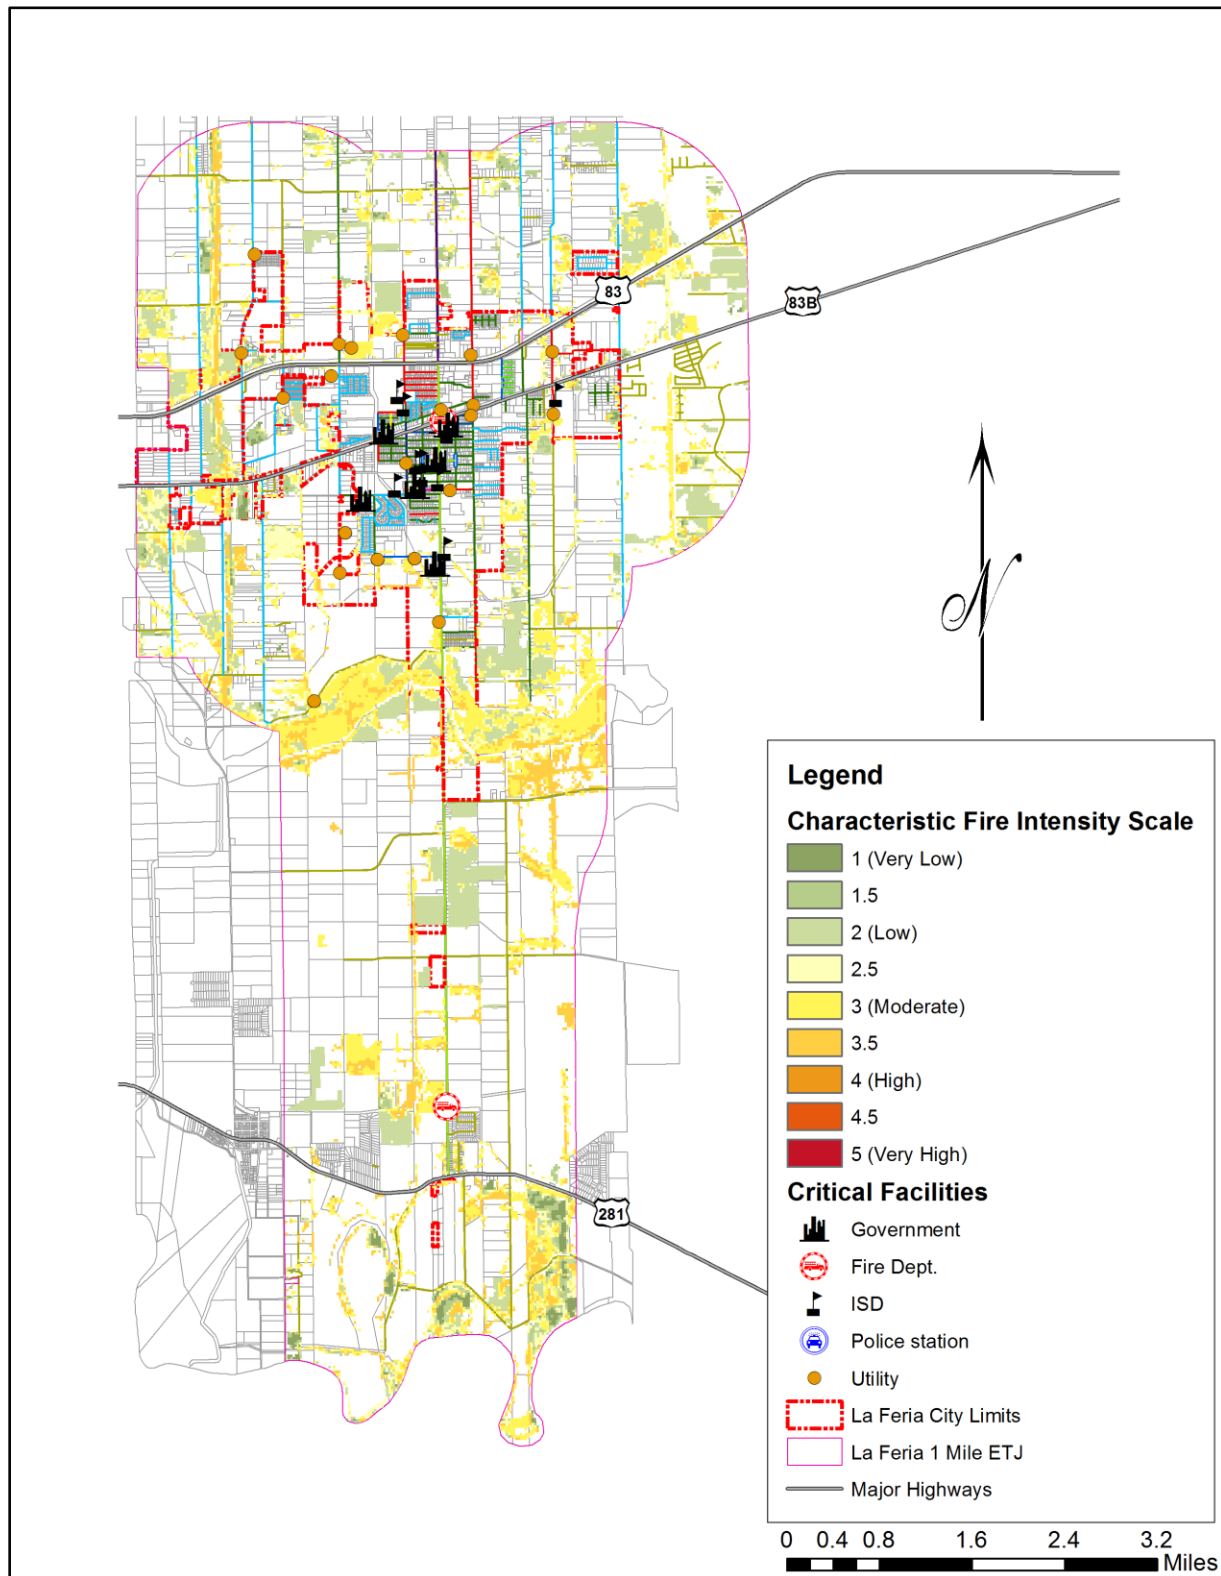 83
83B
N
281
Legend
Characteristic Fire Intensity Scale
1 (Very Low)
1.5
2 (Low)
2.5
3 (Moderate)
3.5
4 (High)
4.5
5 (Very High)
Critical Facilities
Government
Fire Dept.
ISD
Police station
Utility
La Feria City Limits
La Feria 1 Mile ETJ
Major Highways
0 0.4 0.8 1.6 2.4 3.2
Miles